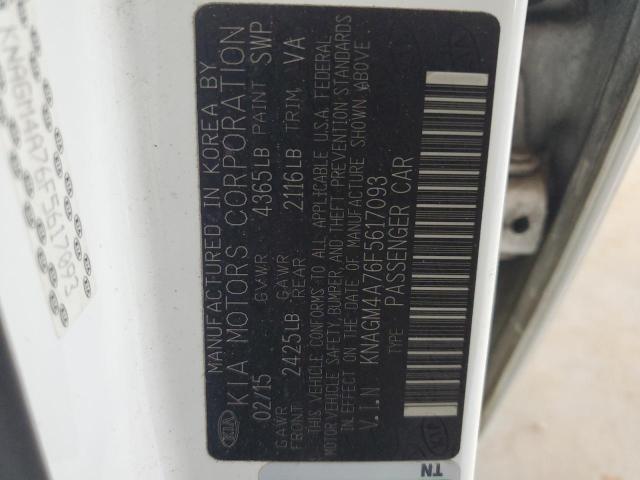 MANUFACTURED IN KOREA BY
KIA MOTORS CORPORATION
02/15 GVWR 4365LB PAINT SWP
GAWR FRONT 2425LB GAWR REAR 2116LB TRIM VA
THIS VEHICLE CONFORMS TO ALL APPLICABLE U.S.A. FEDERAL
MOTOR VEHICLE SAFETY, BUMPER, AND THEFT PREVENTION STANDARDS
IN EFFECT ON THE DATE OF MANUFACTURE SHOWN ABOVE.
V.I.N KNAGM4A76F5617093
TYPE: PASSENGER CAR
KIA
KIA
TN
KNAGM4A76F5617093